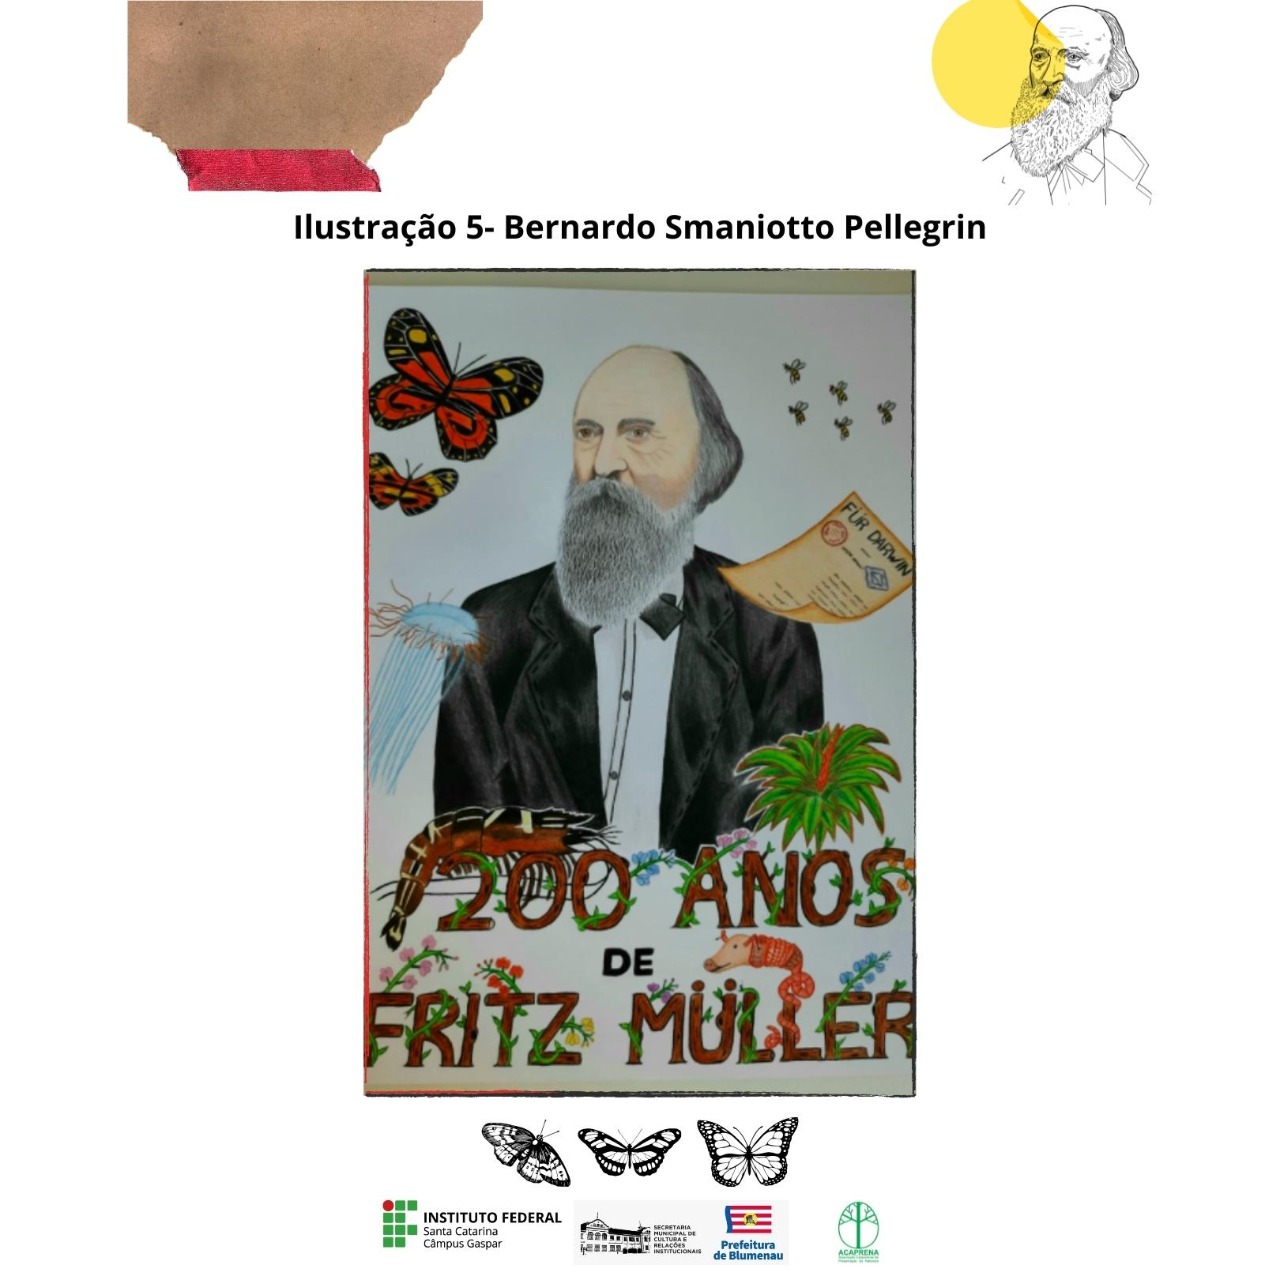 Ilustração 5- Bernardo Smaniotto Pellegrin
FÜR DARWIN
200 ANOS
DE
FRITZ MÜLLER
INSTITUTO FEDERAL
Santa Catarina
Câmpus Gaspar
SECRETARIA
MUNICIPAL DE
CULTURA E
RELAÇÕES
INSTITUCIONAIS
Prefeitura
de Blumenau
ACAPRENA